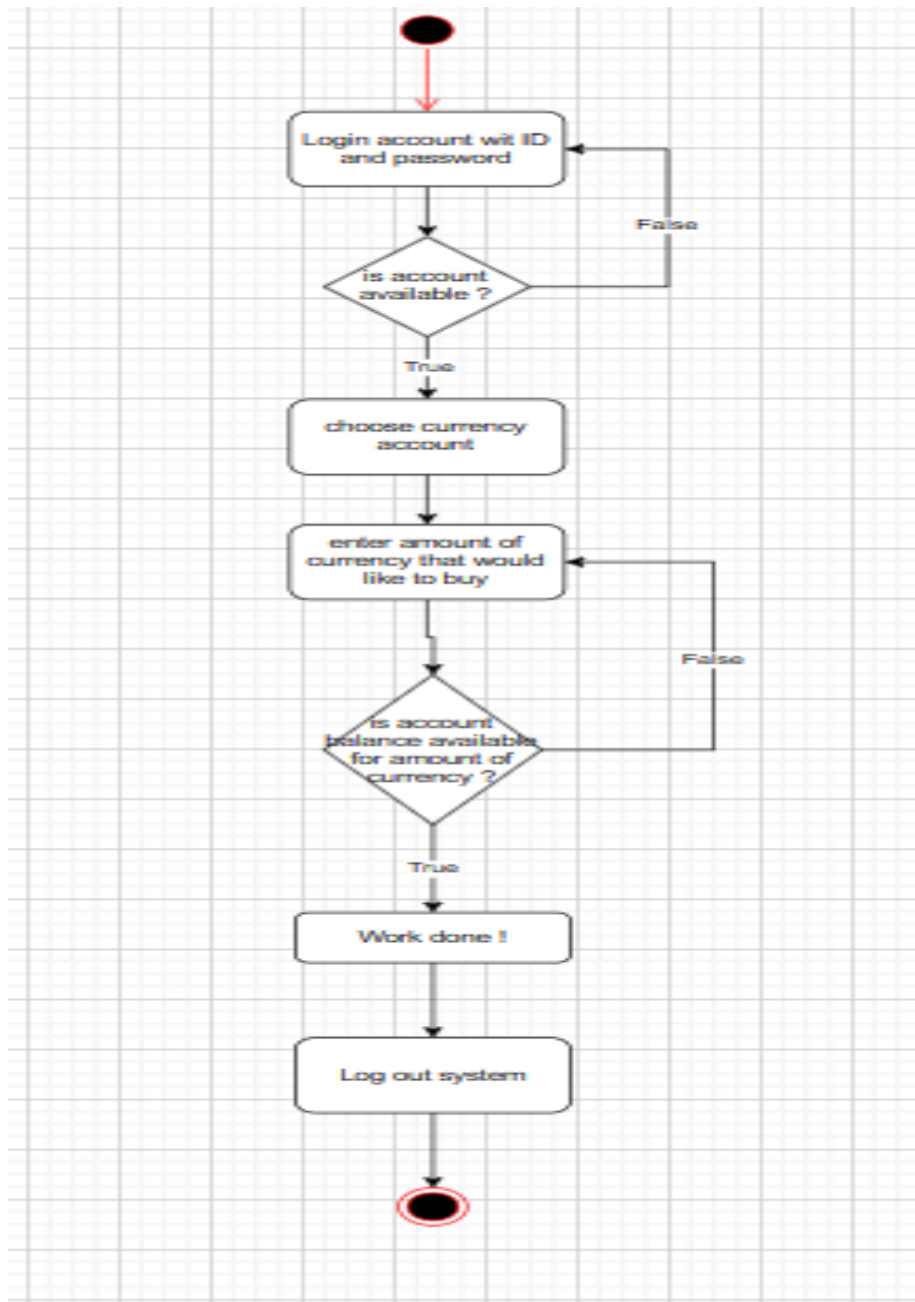 Login account wit ID
and password
False
is account
available ?
True
choose currency
account
enter amount of
currency that would
like to buy
False
is account
balance available
for amount of
currency ?
True
Work done !
Log out system